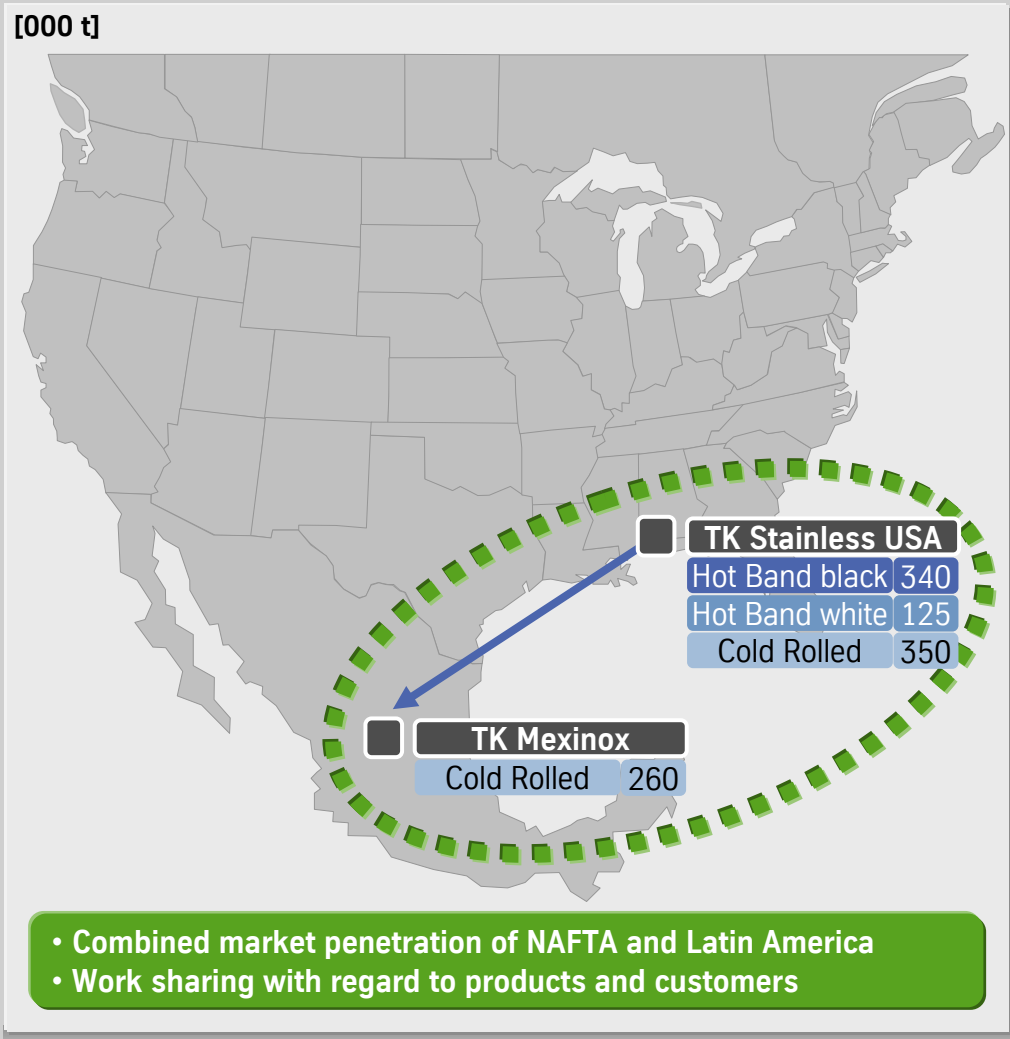 [000 t]
TK Stainless USA
Hot Band black 340
Hot Band white 125
Cold Rolled 350
TK Mexinox
Cold Rolled 260
• Combined market penetration of NAFTA and Latin America
• Work sharing with regard to products and customers